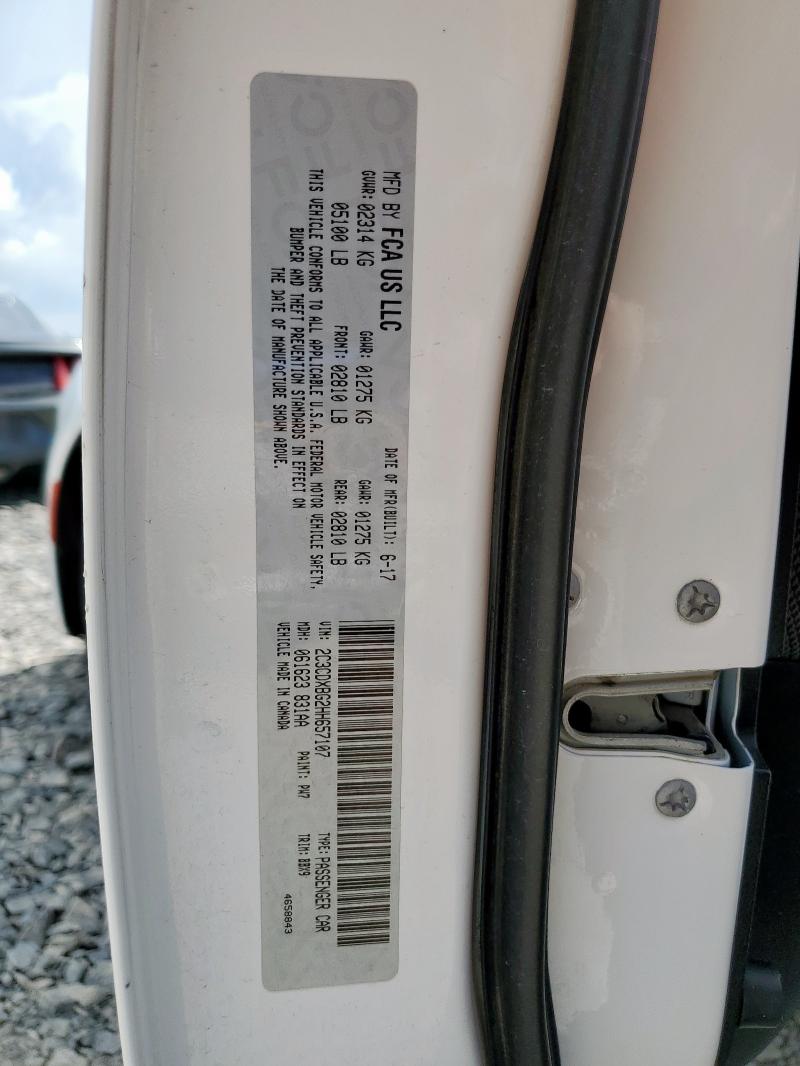 MFD BY FCA US LLC
DATE OF MFR(BUILT): 6-17
GVWR: 02314 KG GAWR: 01275 KG GAWR: 01275 KG
05100 LB FRONT: 02810 LB REAR: 02810 LB
THIS VEHICLE CONFORMS TO ALL APPLICABLE U.S.A. FEDERAL MOTOR VEHICLE SAFETY,
BUMPER AND THEFT PREVENTION STANDARDS IN EFFECT ON
THE DATE OF MANUFACTURE SHOWN ABOVE.
VIN: 2C3CDXBG2HH657107 TYPE: PASSENGER CAR
MDH: 061623 831AA PAINT: PW7 TRIM: BBX9
VEHICLE MADE IN CANADA
4658843